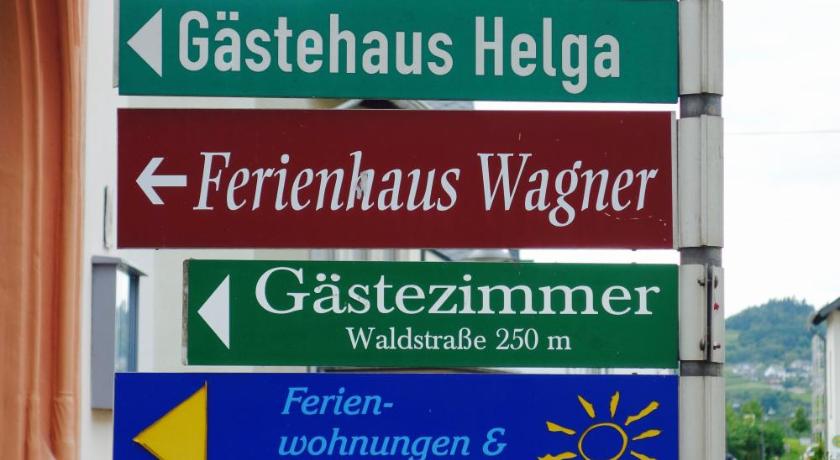 Gästehaus Helga
Ferienhaus Wagner
Gästezimmer
Waldstraße 250 m
Ferien-
wohnungen &